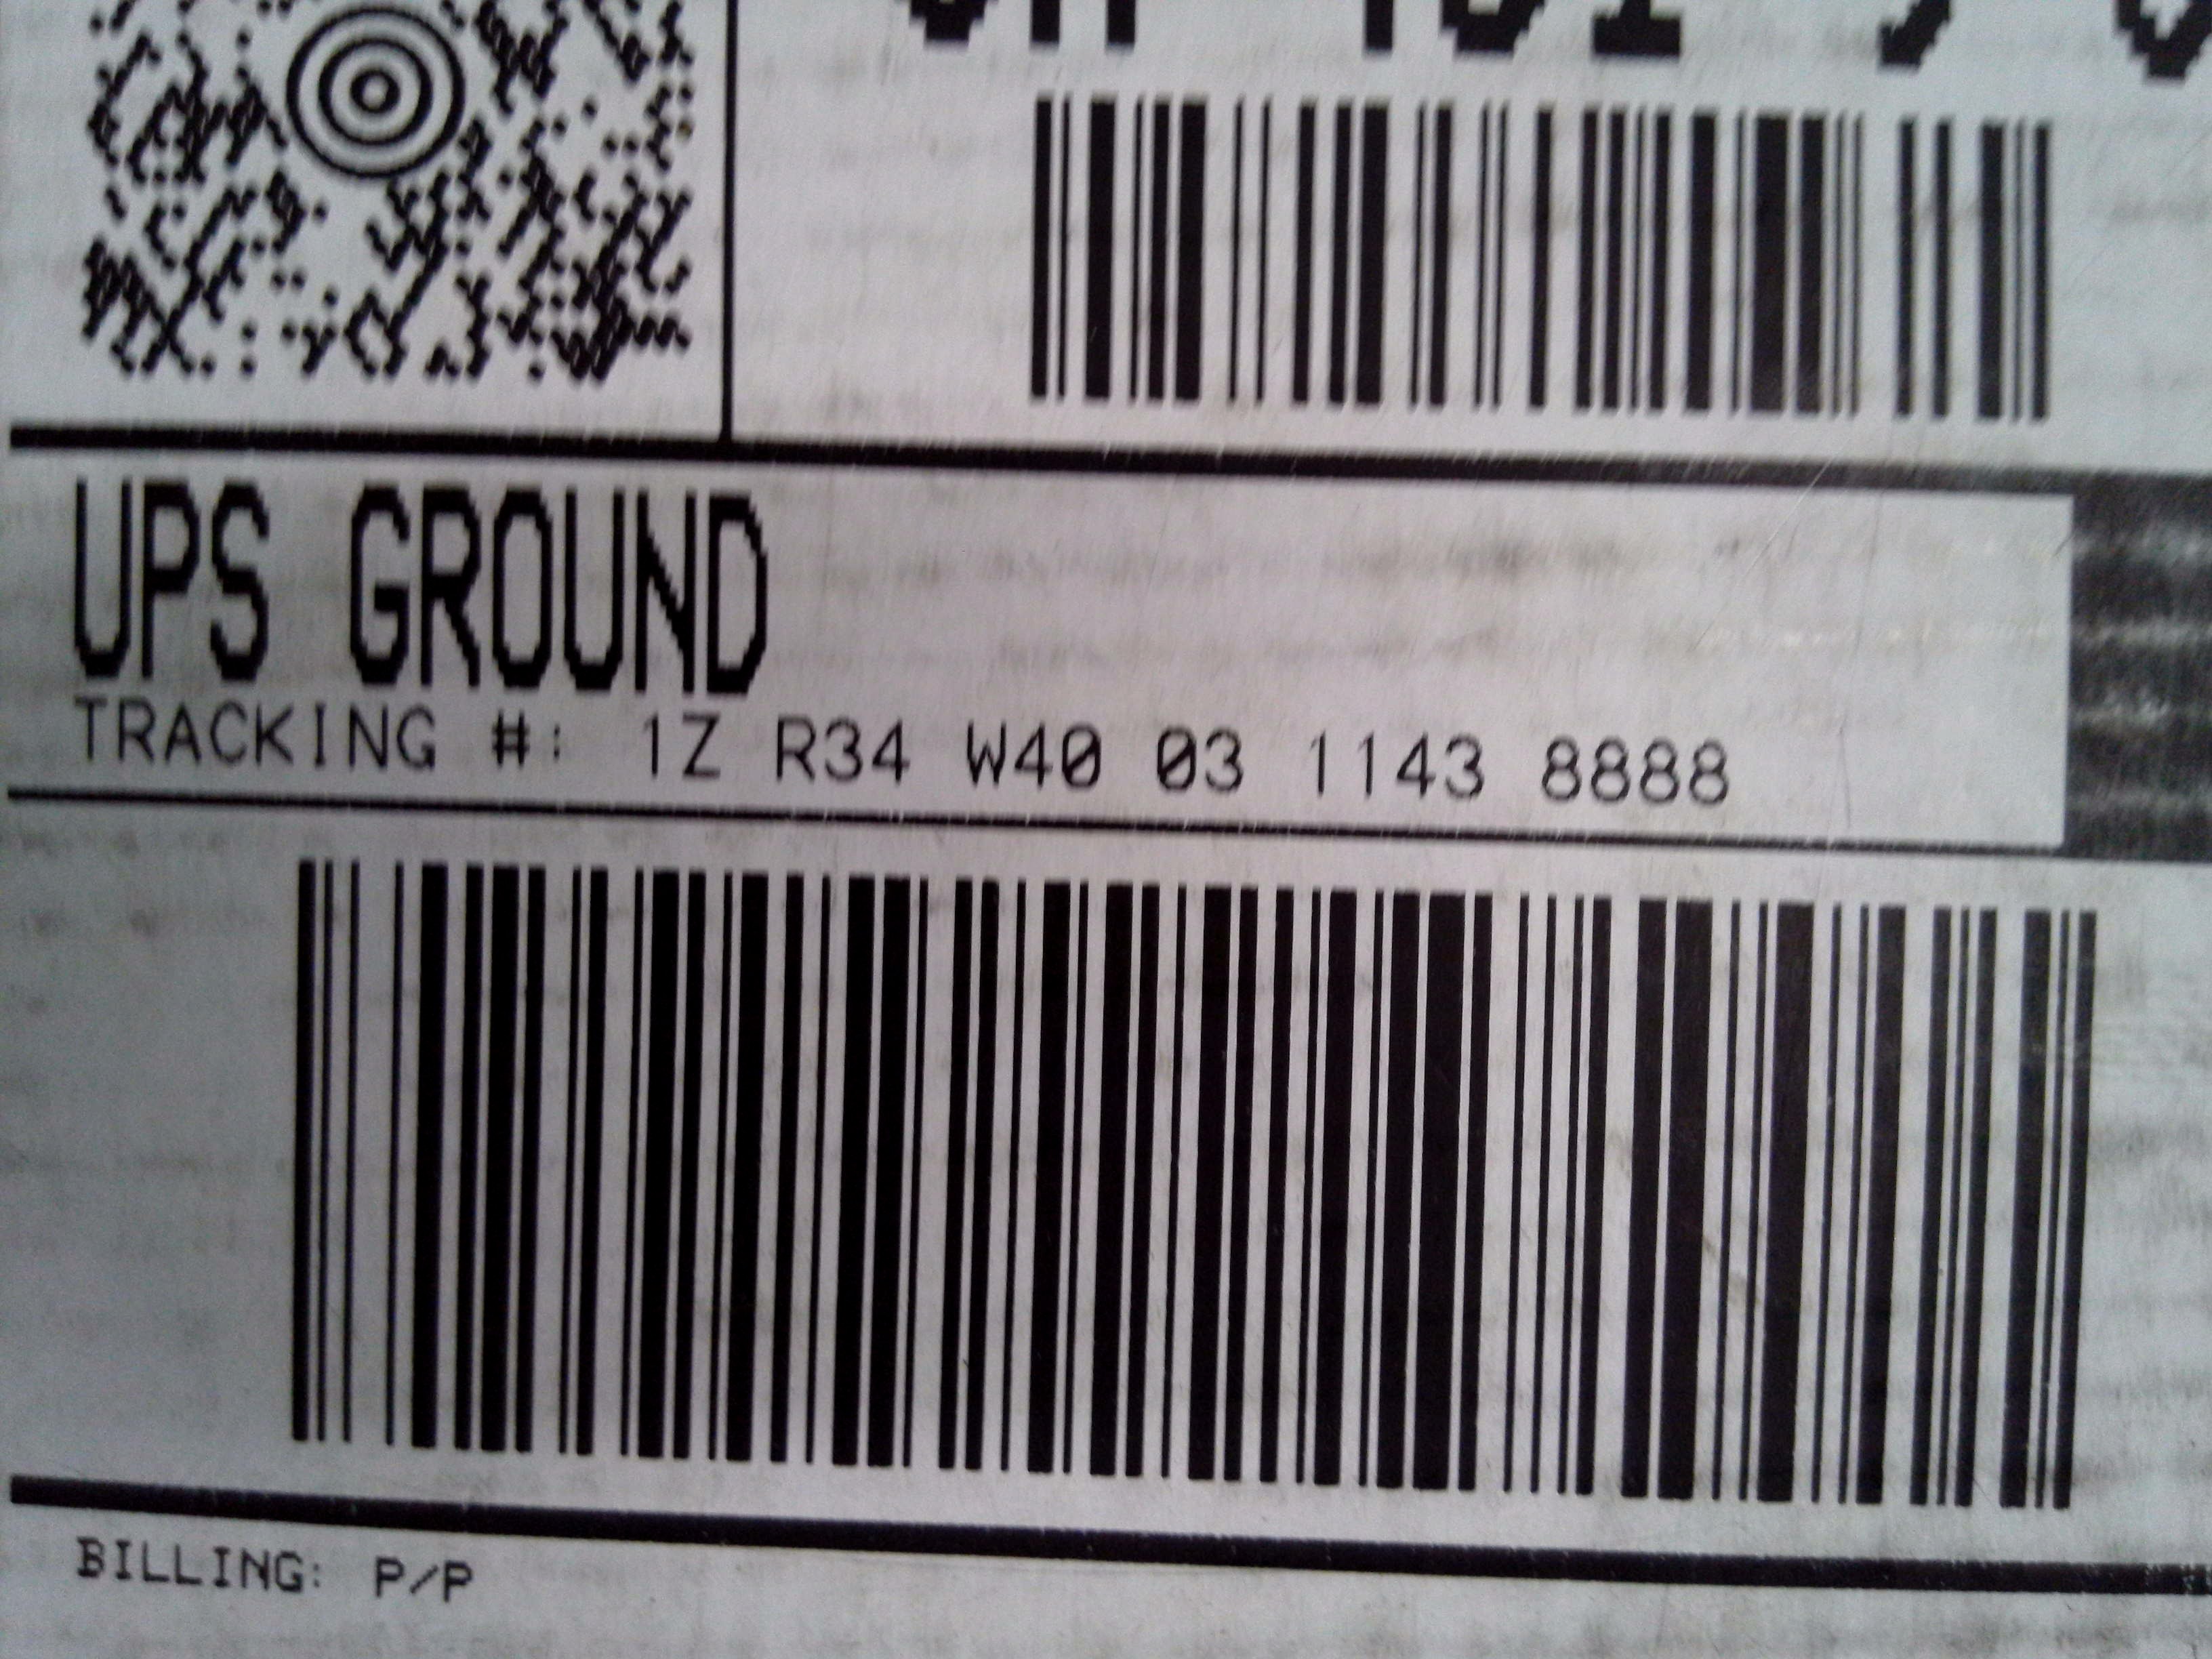 UPS GROUND
TRACKING #: 1Z R34 W40 03 1143 8888
BILLING: P/P